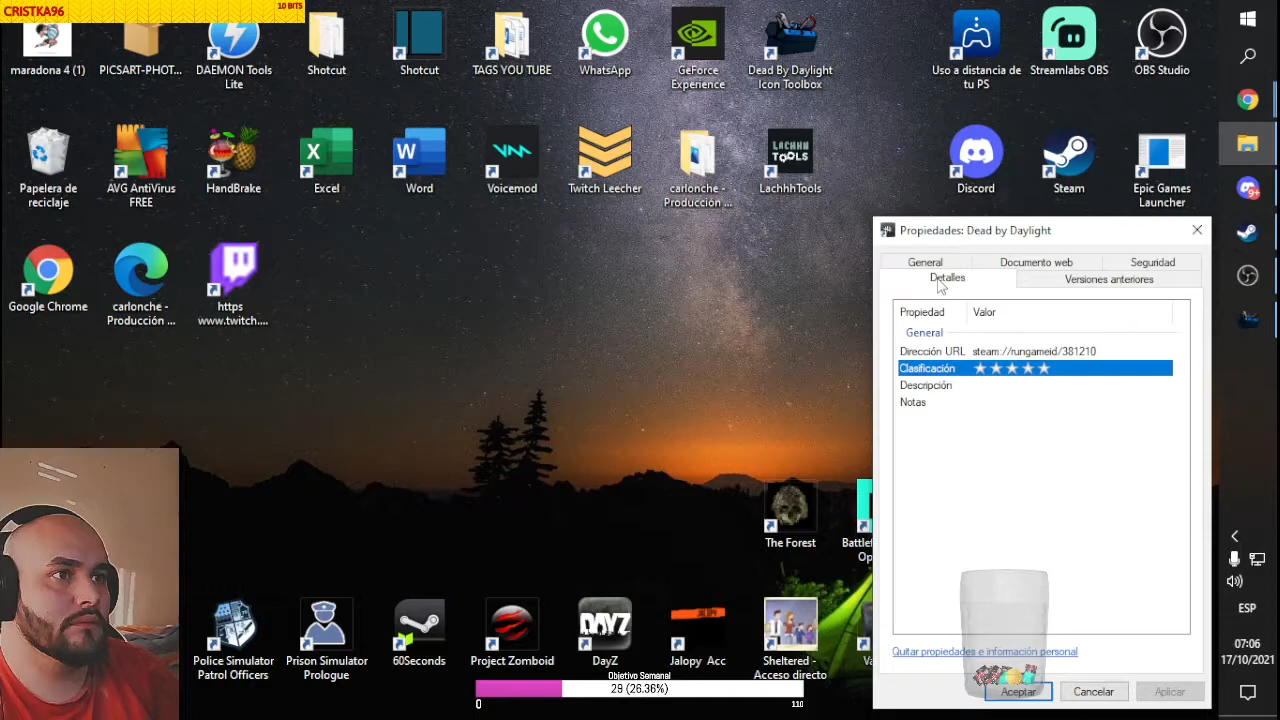 CRISTKA96
10 BITS
maradona 4 (1)
PICSART-PHOT...
DAEMON Tools
Lite
Shotcut
Shotcut
TAGS YOU TUBE
WhatsApp
GeForce
Experience
Dead By Daylight
Icon Toolbox
Uso a distancia de
tu PS
Streamlabs OBS
OBS Studio
LACHHH
TOOLS
Papelera de
reciclaje
AVG AntiVirus
FREE
HandBrake
Excel
Word
Voicemod
Twitch Leecher
carlonche -
Producción ...
LachhhTools
Discord
Steam
Epic Games
Launcher
9+
Google Chrome
carlonche -
Producción ...
https
www.twitch....
Propiedades: Dead by Daylight
General
Documento web
Seguridad
Detalles
Versiones anteriores
Propiedad
Valor
General
Dirección URL
steam://rungameid/381210
Clasificación
Descripción
Notas
Quitar propiedades e información personal
Aceptar
Cancelar
Aplicar
The Forest
DAYZ
JALOPY
Police Simulator
Patrol Officers
Prison Simulator
Prologue
60Seconds
Project Zomboid
DayZ
Jalopy_Acc
Sheltered -
Acceso directo
Objetivo Semanal
29 (26.36%)
0
110
ESP
07:06
17/10/2021